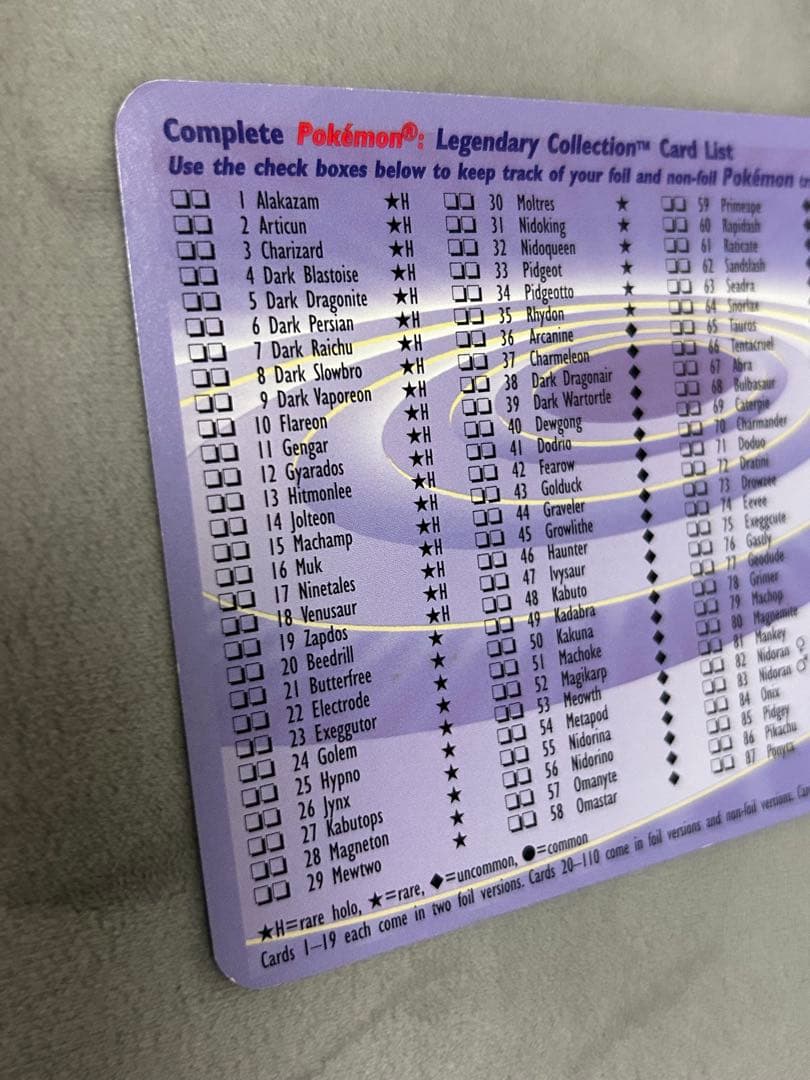 Complete Pokémon®: Legendary Collection™ Card List
Use the check boxes below to keep track of your foil and non-foil Pokémon
1 Alakazam ★H
2 Articun ★H
3 Charizard ★H
4 Dark Blastoise ★H
5 Dark Dragonite ★H
6 Dark Persian ★H
7 Dark Raichu ★H
8 Dark Slowbro ★H
9 Dark Vaporeon ★H
10 Flareon ★H
11 Gengar ★H
12 Gyarados ★H
13 Hitmonlee ★H
14 Jolteon ★H
15 Machamp ★H
16 Muk ★H
17 Ninetales ★H
18 Venusaur ★H
19 Zapdos ★H
20 Beedrill ★
21 Butterfree ★
22 Electrode ★
23 Exeggutor ★
24 Golem ★
25 Hypno ★
26 Jynx ★
27 Kabutops ★
28 Magneton ★
29 Mewtwo ★
30 Moltres ★
31 Nidoking ★
32 Nidoqueen ★
33 Pidgeot ★
34 Pidgeotto ★
35 Rhydon ★
36 Arcanine ◆
37 Charmeleon ◆
38 Dark Dragonair ◆
39 Dark Wartortle ◆
40 Dewgong ◆
41 Dodrio ◆
42 Fearow ◆
43 Golduck ◆
44 Graveler ◆
45 Growlithe ◆
46 Haunter ◆
47 Ivysaur ◆
48 Kabuto ◆
49 Kadabra ◆
50 Kakuna ◆
51 Machoke ◆
52 Magikarp ◆
53 Meowth ◆
54 Metapod ◆
55 Nidorina ◆
56 Nidorino ◆
57 Omanyte ◆
58 Omastar ◆
59 Primeape
60 Rapidash
61 Raticate
62 Sandslash
63 Seadra
64 Snorlax
65 Tauros
66 Tentacruel
67 Abra
68 Bulbasaur
69 Caterpie
70 Charmander
71 Doduo
72 Dratini
73 Drowzee
74 Eevee
75 Exeggcute
76 Gastly
77 Geodude
78 Grimer
79 Machop
80 Magnemite
81 Mankey
82 Nidoran ♀
83 Nidoran ♂
84 Onix
85 Pidgey
86 Pikachu
87 Ponyta
★H=rare holo, ★=rare, ◆=uncommon, ●=common
Cards 1–19 each come in two foil versions. Cards 20–110 come in foil versions and non-foil versions.